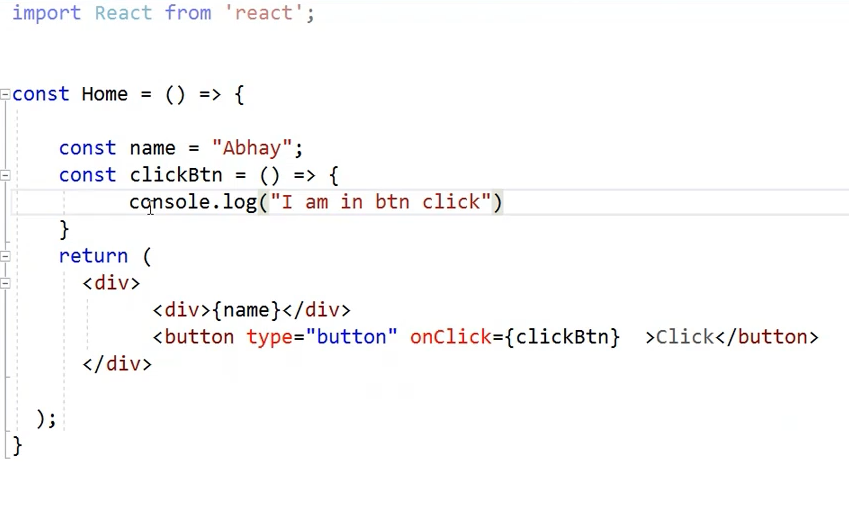 import React from 'react';
const Home = () => {
const name = "Abhay";
const clickBtn = () => {
console.log("I am in btn click")
}
return (
<div>
<div>{name}</div>
<button type="button" onClick={clickBtn}  >Click</button>
</div>
);
}